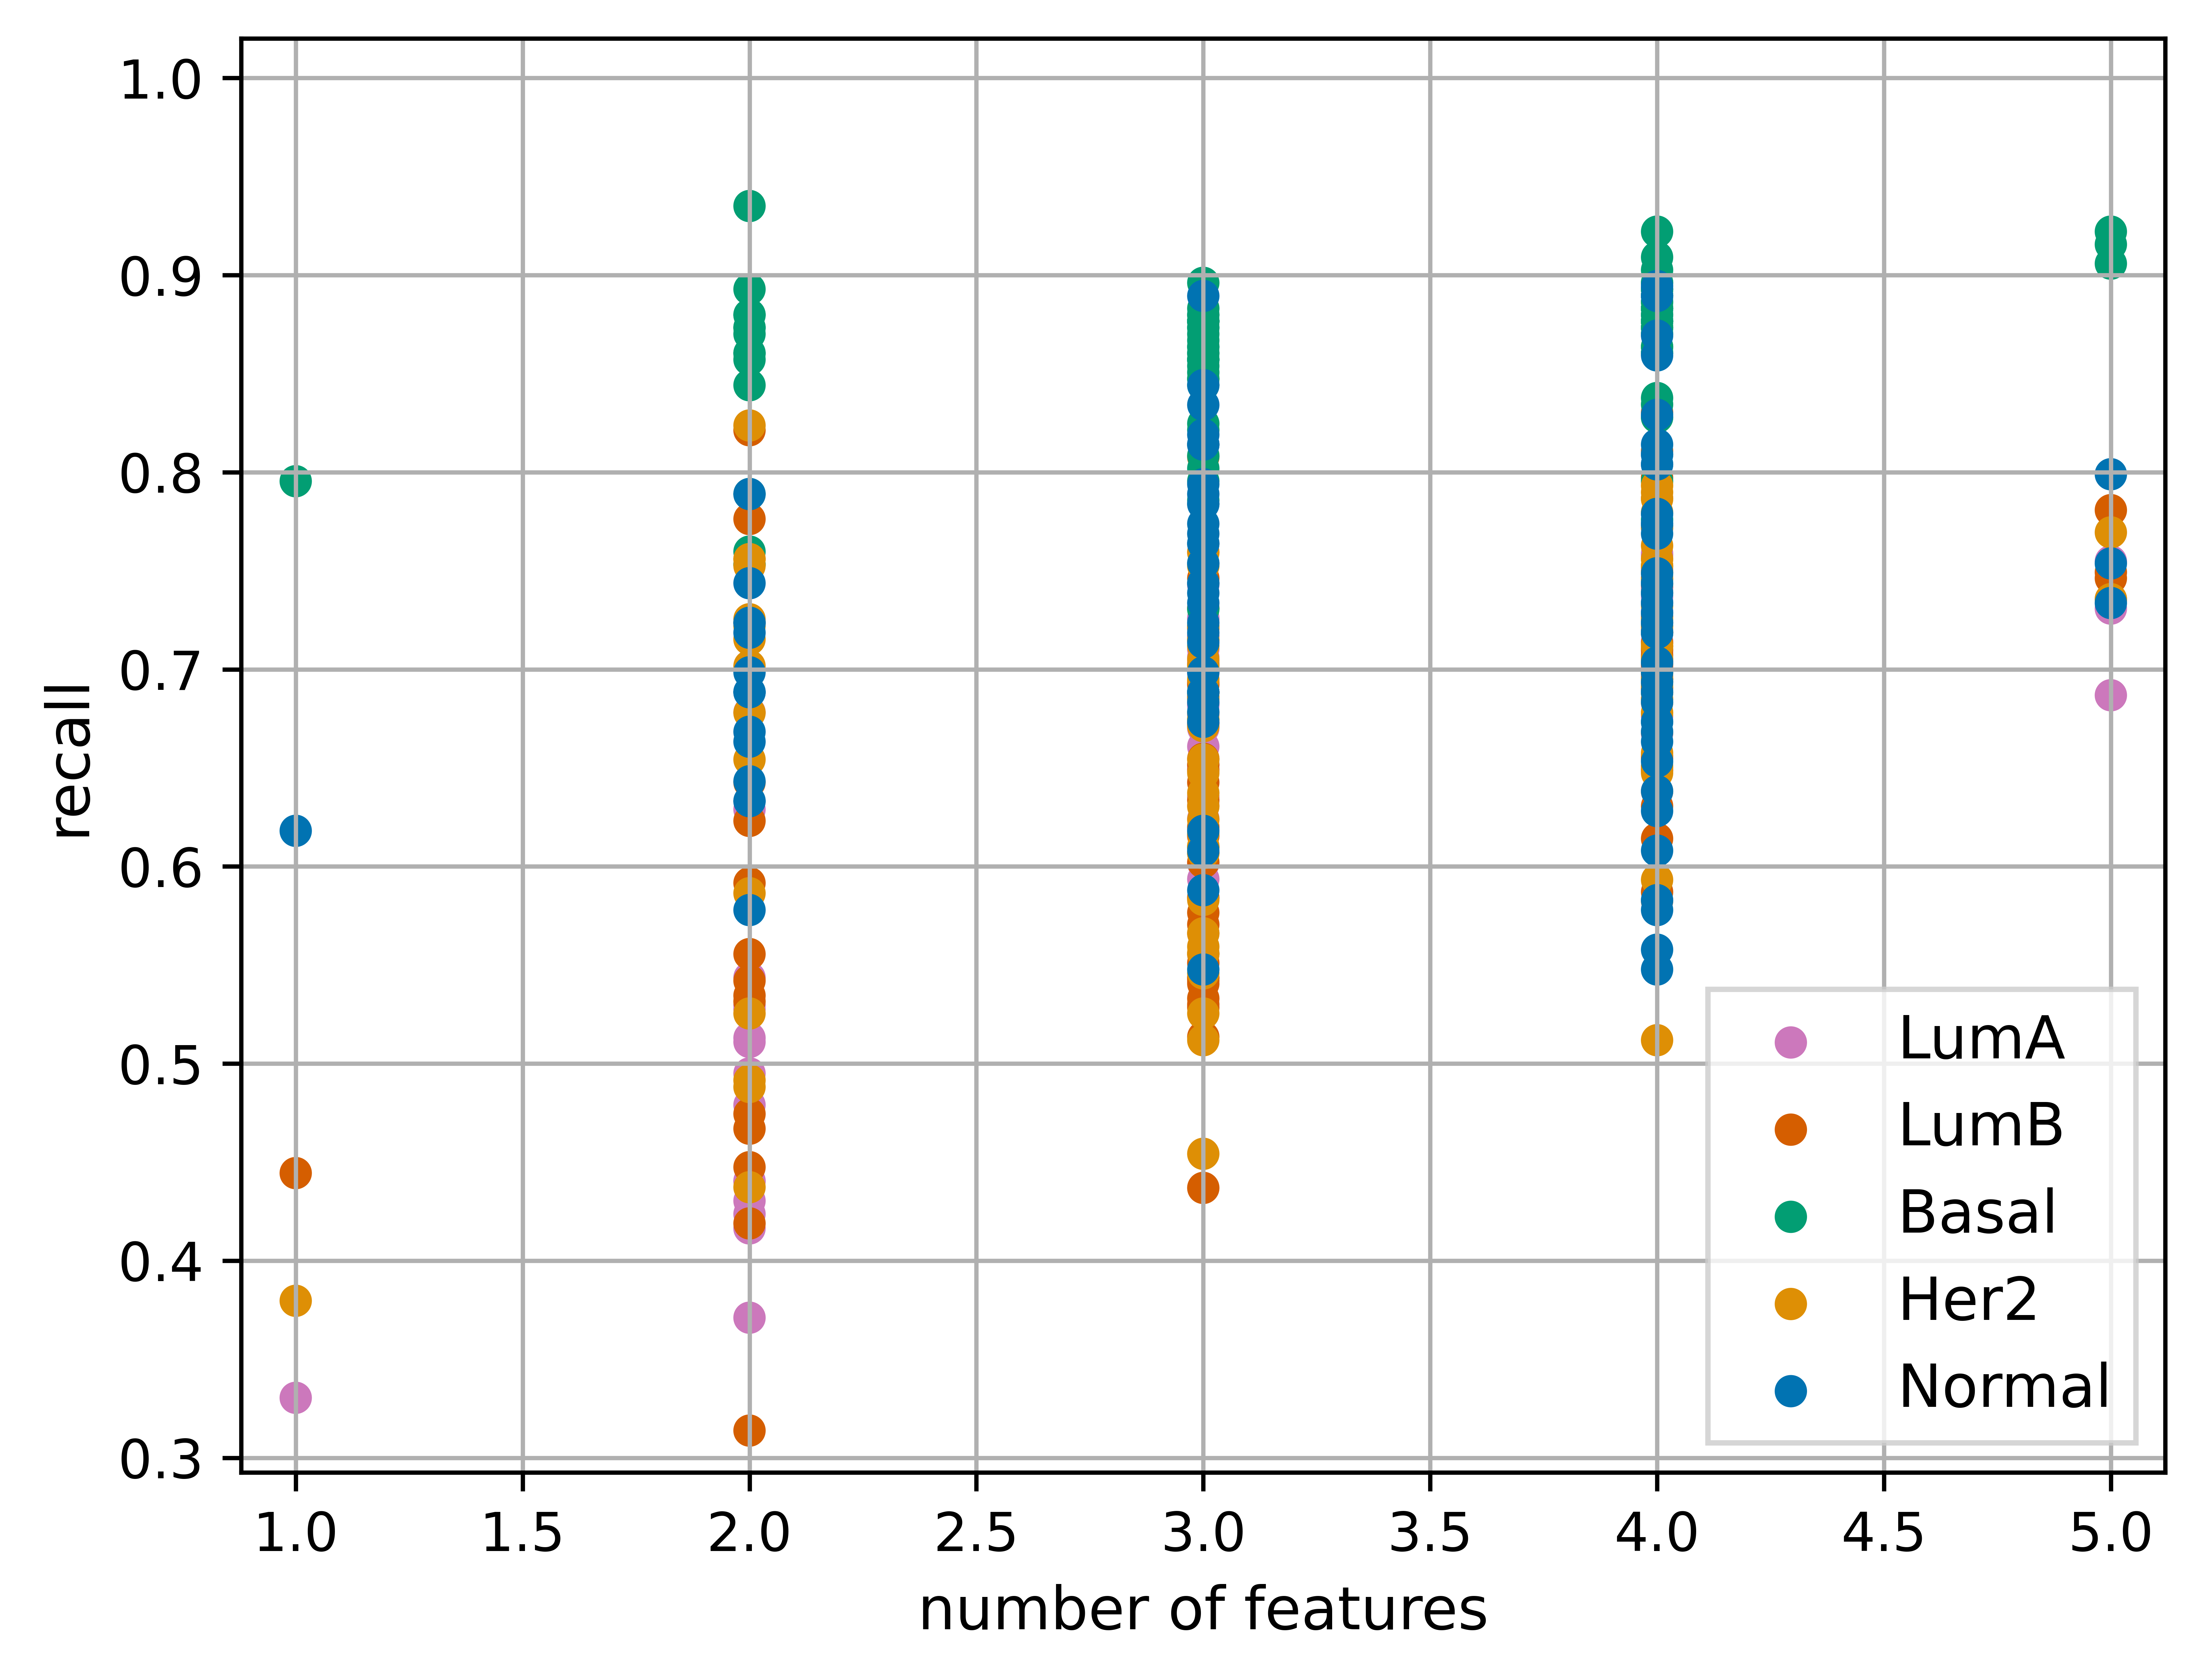 1.0
0.9
0.8
0.7
0.6
0.5
0.4
0.3
recall
1.0 1.5 2.0 2.5 3.0 3.5 4.0 4.5 5.0
number of features
LumA
LumB
Basal
Her2
Normal